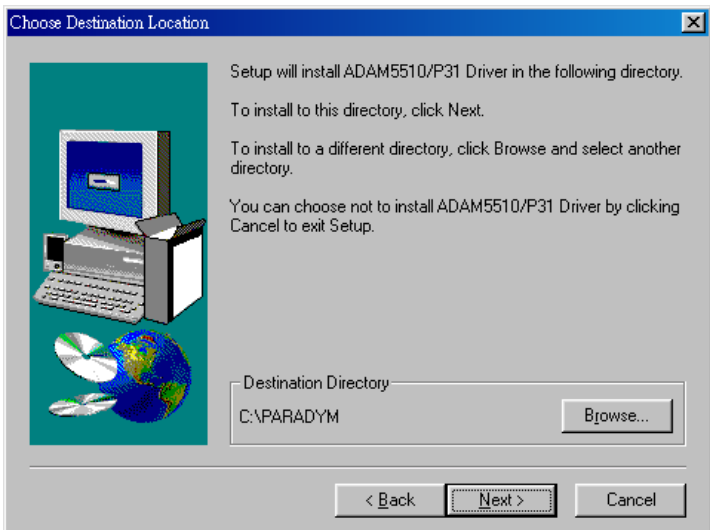 Choose Destination Location
Setup will install ADAM5510/P31 Driver in the following directory.
To install to this directory, click Next.
To install to a different directory, click Browse and select another
directory.
You can choose not to install ADAM5510/P31 Driver by clicking
Cancel to exit Setup.
Destination Directory
C:\PARADYM
Browse...
< Back
Next >
Cancel